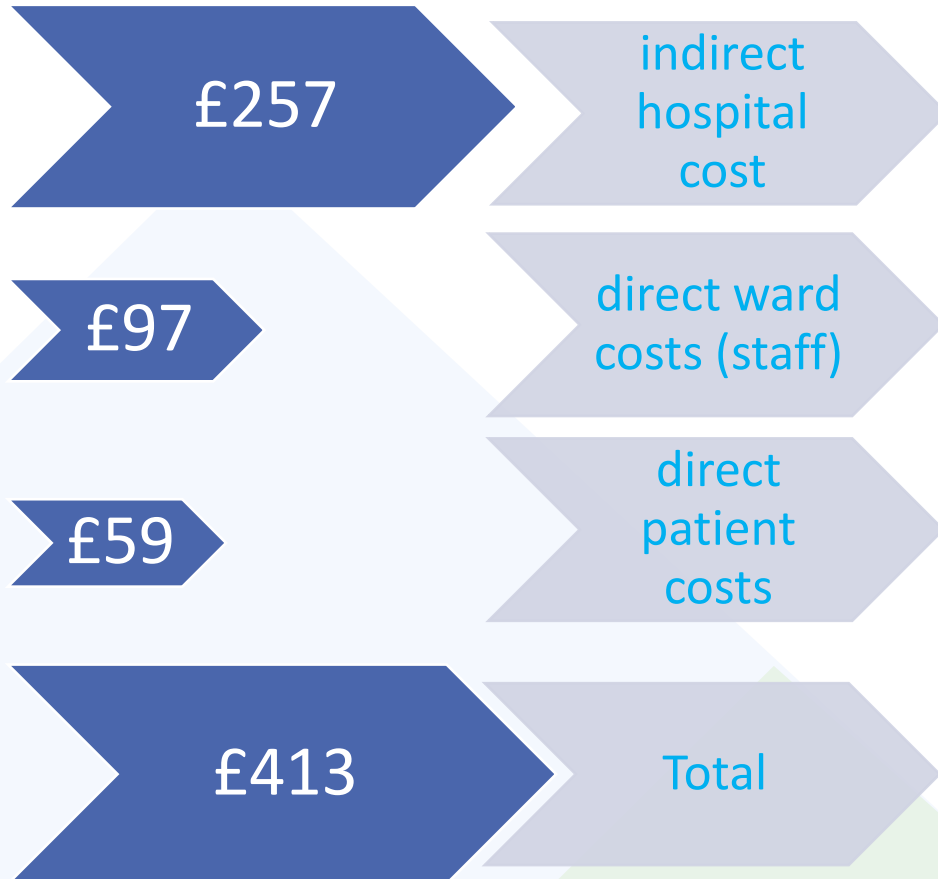 £257
indirect
hospital
cost
£97
direct ward
costs (staff)
£59
direct
patient
costs
£413
Total